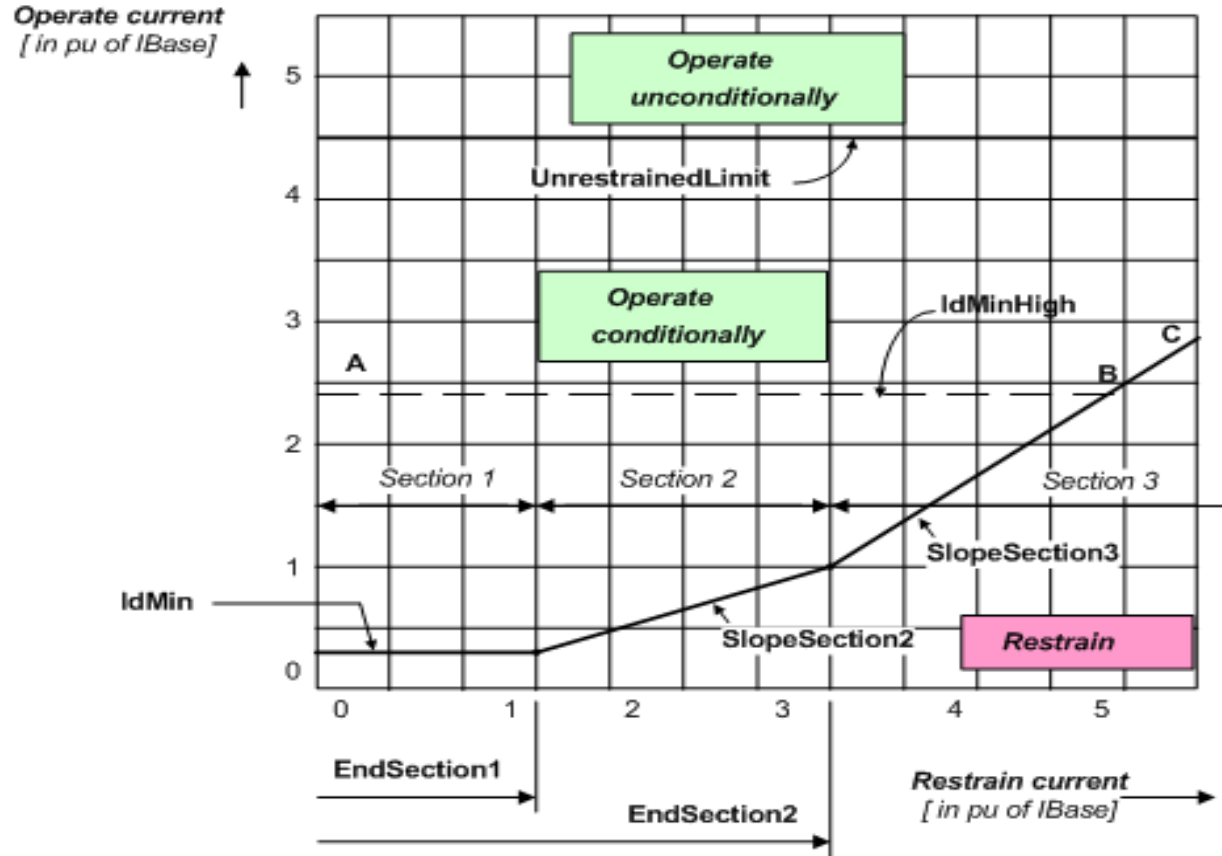 Operate current
[ in pu of IBase]
5
Operate
unconditionally
UnrestrainedLimit
4
Operate
conditionally
IdMinHigh
3
C
A
B
2
Section 1
Section 2
Section 3
SlopeSection3
1
IdMin
SlopeSection2
Restrain
0
0
1
2
3
4
5
EndSection1
Restrain current
[ in pu of IBase]
EndSection2